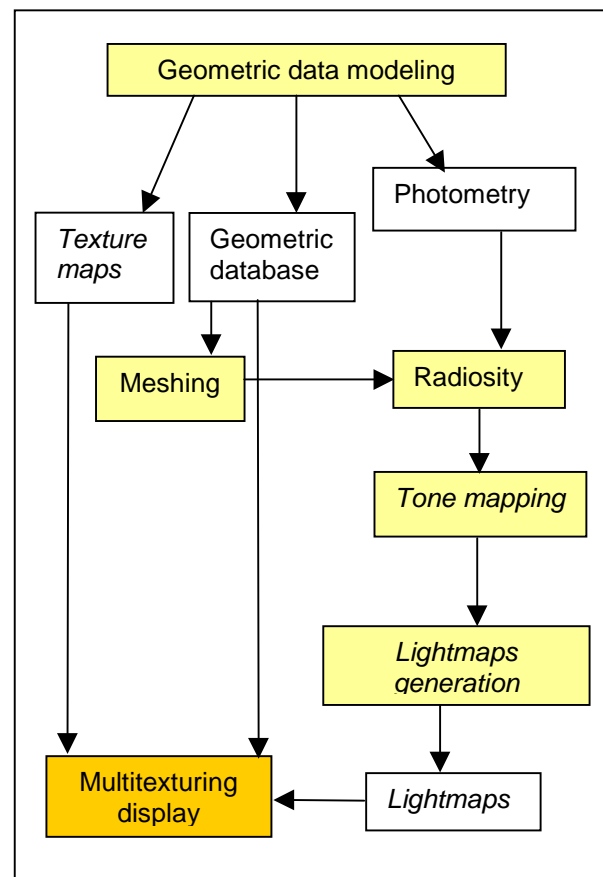 Geometric data modeling
Photometry
Texture
maps
Geometric
database
Meshing
Radiosity
Tone mapping
Lightmaps
generation
Multitexturing
display
Lightmaps